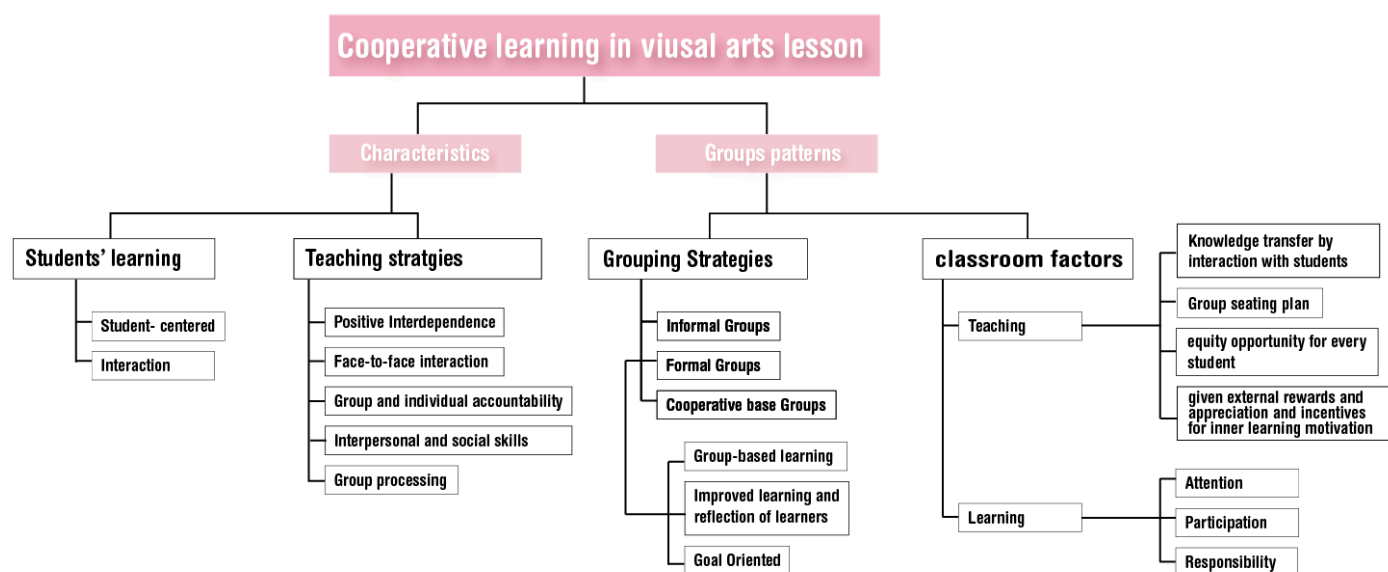 Cooperative learning in viusal arts lesson
Characteristics
Groups patterns
Students' learning
Student- centered
Interaction
Teaching stratgies
Positive Interdependence
Face-to-face interaction
Group and individual accountability
Interpersonal and social skills
Group processing
Grouping Strategies
Informal Groups
Formal Groups
Cooperative base Groups
Group-based learning
Improved learning and
reflection of learners
Goal Oriented
classroom factors
Teaching
Knowledge transfer by
interaction with students
Group seating plan
equity opportunity for every
student
given external rewards and
appreciation and incentives
for inner learning motivation
Learning
Attention
Participation
Responsibility